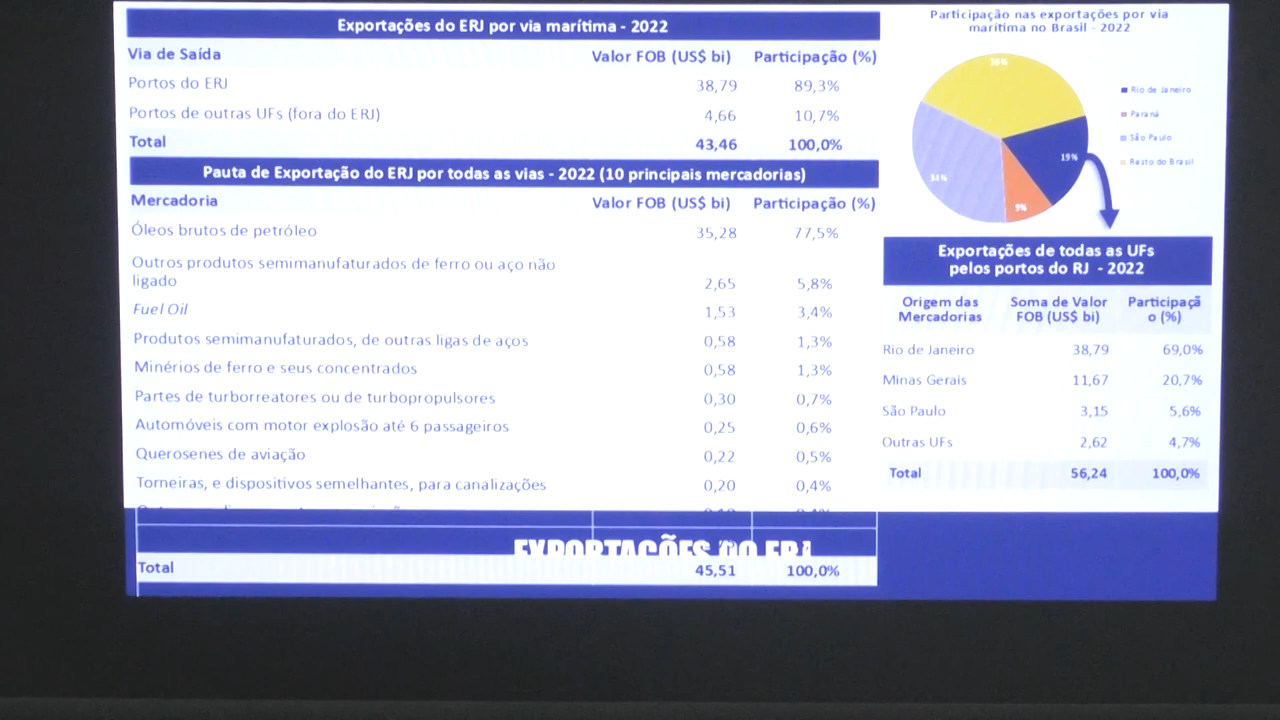 Exportações do ERJ por via marítima - 2022
Via de Saída Valor FOB (US$ bi) Participação (%)
Portos do ERJ 38,79 89,3%
Portos de outras UFs (fora do ERJ) 4,66 10,7%
Total 43,46 100,0%
Pauta de Exportação do ERJ por todas as vias - 2022 (10 principais mercadorias)
Mercadoria Valor FOB (US$ bi) Participação (%)
Óleos brutos de petróleo 35,28 77,5%
Outros produtos semimanufaturados de ferro ou aço não
ligado 2,65 5,8%
Fuel Oil 1,53 3,4%
Produtos semimanufaturados, de outras ligas de aços 0,58 1,3%
Minérios de ferro e seus concentrados 0,58 1,3%
Partes de turborreatores ou de turbopropulsores 0,30 0,7%
Automóveis com motor explosão até 6 passageiros 0,25 0,6%
Querosenes de aviação 0,22 0,5%
Torneiras, e dispositivos semelhantes, para canalizações 0,20 0,4%
EXPORTAÇÕES DO ERJ
Total 45,51 100,0%
Participação nas exportações por via
marítima no Brasil - 2022
38%
19%
34%
9%
Rio de Janeiro
Paraná
São Paulo
Resto do Brasil
Exportações de todas as UFs
pelos portos do RJ - 2022
Origem das Soma de Valor Participaçã
Mercadorias FOB (US$ bi) o (%)
Rio de Janeiro 38,79 69,0%
Minas Gerais 11,67 20,7%
São Paulo 3,15 5,6%
Outras UFs 2,62 4,7%
Total 56,24 100,0%